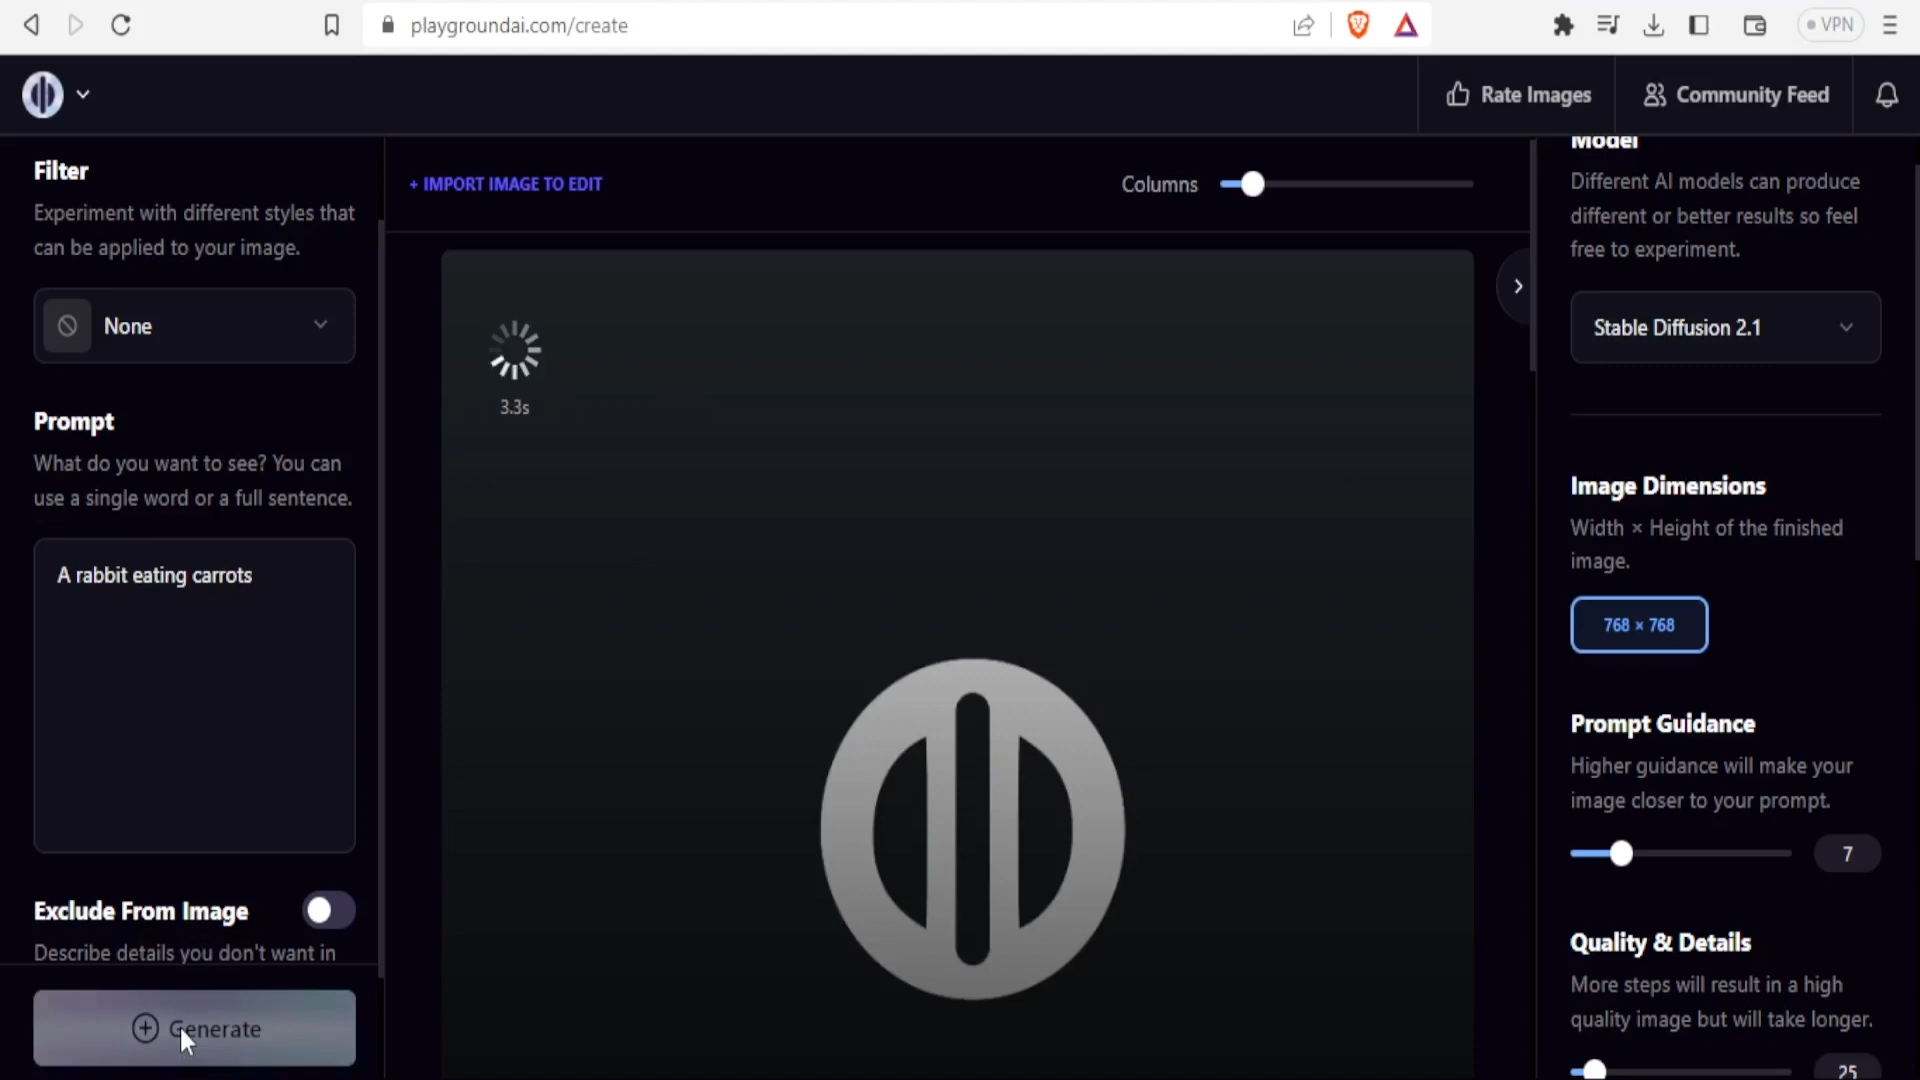 playgroundai.com/create
VPN
Rate Images
Community Feed
Filter
Experiment with different styles that
can be applied to your image.
None
Prompt
What do you want to see? You can
use a single word or a full sentence.
A rabbit eating carrots
Exclude From Image
Describe details you don't want in
Generate
+ IMPORT IMAGE TO EDIT
Columns
3.3s
Model
Different AI models can produce
different or better results so feel
free to experiment.
Stable Diffusion 2.1
Image Dimensions
Width × Height of the finished
image.
768 × 768
Prompt Guidance
Higher guidance will make your
image closer to your prompt.
7
Quality & Details
More steps will result in a high
quality image but will take longer.
25